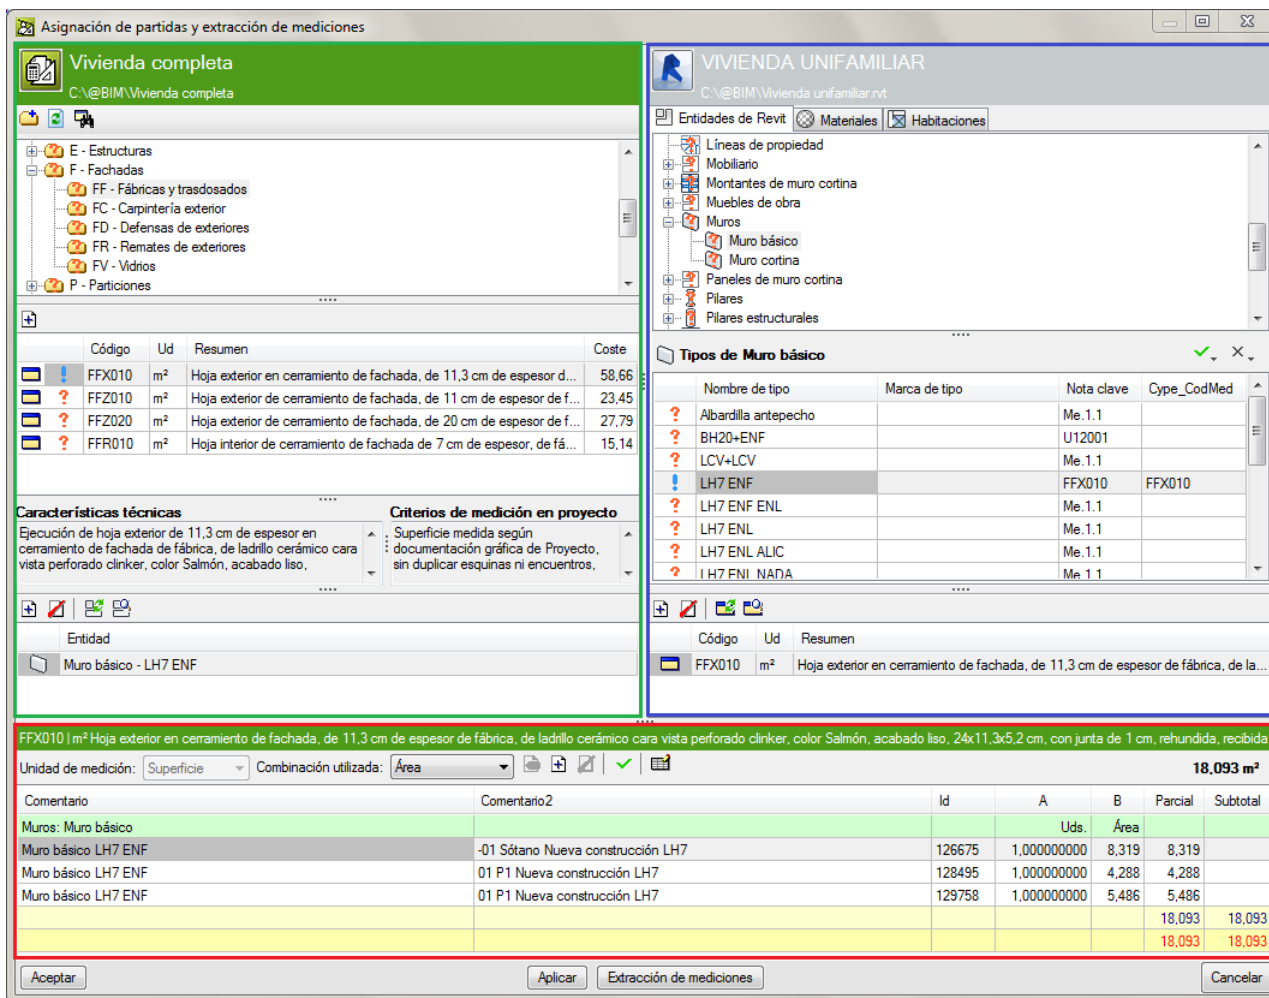 Asignación de partidas y extracción de mediciones
Vivienda completa
C:\@BIM\Vivienda completa
E - Estructuras
F - Fachadas
FF - Fábricas y trasdosados
FC - Carpintería exterior
FD - Defensas de exteriores
FR - Remates de exteriores
FV - Vidrios
P - Particiones
Código Ud Resumen Coste
FFX010 m² Hoja exterior en cerramiento de fachada, de 11,3 cm de espesor d... 58,66
FFZ010 m² Hoja exterior de cerramiento de fachada, de 11 cm de espesor de f... 23,45
FFZ020 m² Hoja exterior de cerramiento de fachada, de 20 cm de espesor de f... 27,79
FFR010 m² Hoja interior de cerramiento de fachada de 7 cm de espesor, de fá... 15,14
Características técnicas
Ejecución de hoja exterior de 11,3 cm de espesor en
cerramiento de fachada de fábrica, de ladrillo cerámico cara
vista perforado clinker, color Salmón, acabado liso,
Criterios de medición en proyecto
Superficie medida según
documentación gráfica de Proyecto,
sin duplicar esquinas ni encuentros,
Entidad
Muro básico - LH7 ENF
VIVIENDA UNIFAMILIAR
C:\@BIM\Vivienda unifamiliar.rvt
Entidades de Revit Materiales Habitaciones
Líneas de propiedad
Mobiliario
Montantes de muro cortina
Muebles de obra
Muros
Muro básico
Muro cortina
Paneles de muro cortina
Pilares
Pilares estructurales
Tipos de Muro básico
Nombre de tipo Marca de tipo Nota clave Cype_CodMed
Albardilla antepecho Me.1.1
BH20+ENF U12001
LCV+LCV Me.1.1
LH7 ENF FFX010 FFX010
LH7 ENF ENL Me.1.1
LH7 ENL Me.1.1
LH7 ENL ALIC Me.1.1
LH7 ENL NADA Me.1.1
Código Ud Resumen
FFX010 m² Hoja exterior en cerramiento de fachada, de 11,3 cm de espesor de fábrica, de la...
FFX010 | m² Hoja exterior en cerramiento de fachada, de 11,3 cm de espesor de fábrica, de ladrillo cerámico cara vista perforado clinker, color Salmón, acabado liso, 24x11,3x5,2 cm, con junta de 1 cm, rehundida, recibida
Unidad de medición: Superficie Combinación utilizada: Área 18,093 m²
Comentario Comentario2 Id A B Parcial Subtotal
Muros: Muro básico Uds. Área
Muro básico LH7 ENF -01 Sótano Nueva construcción LH7 126675 1,000000000 8,319 8,319
Muro básico LH7 ENF 01 P1 Nueva construcción LH7 128495 1,000000000 4,288 4,288
Muro básico LH7 ENF 01 P1 Nueva construcción LH7 129758 1,000000000 5,486 5,486
18,093 18,093
18,093 18,093
Aceptar Aplicar Extracción de mediciones Cancelar